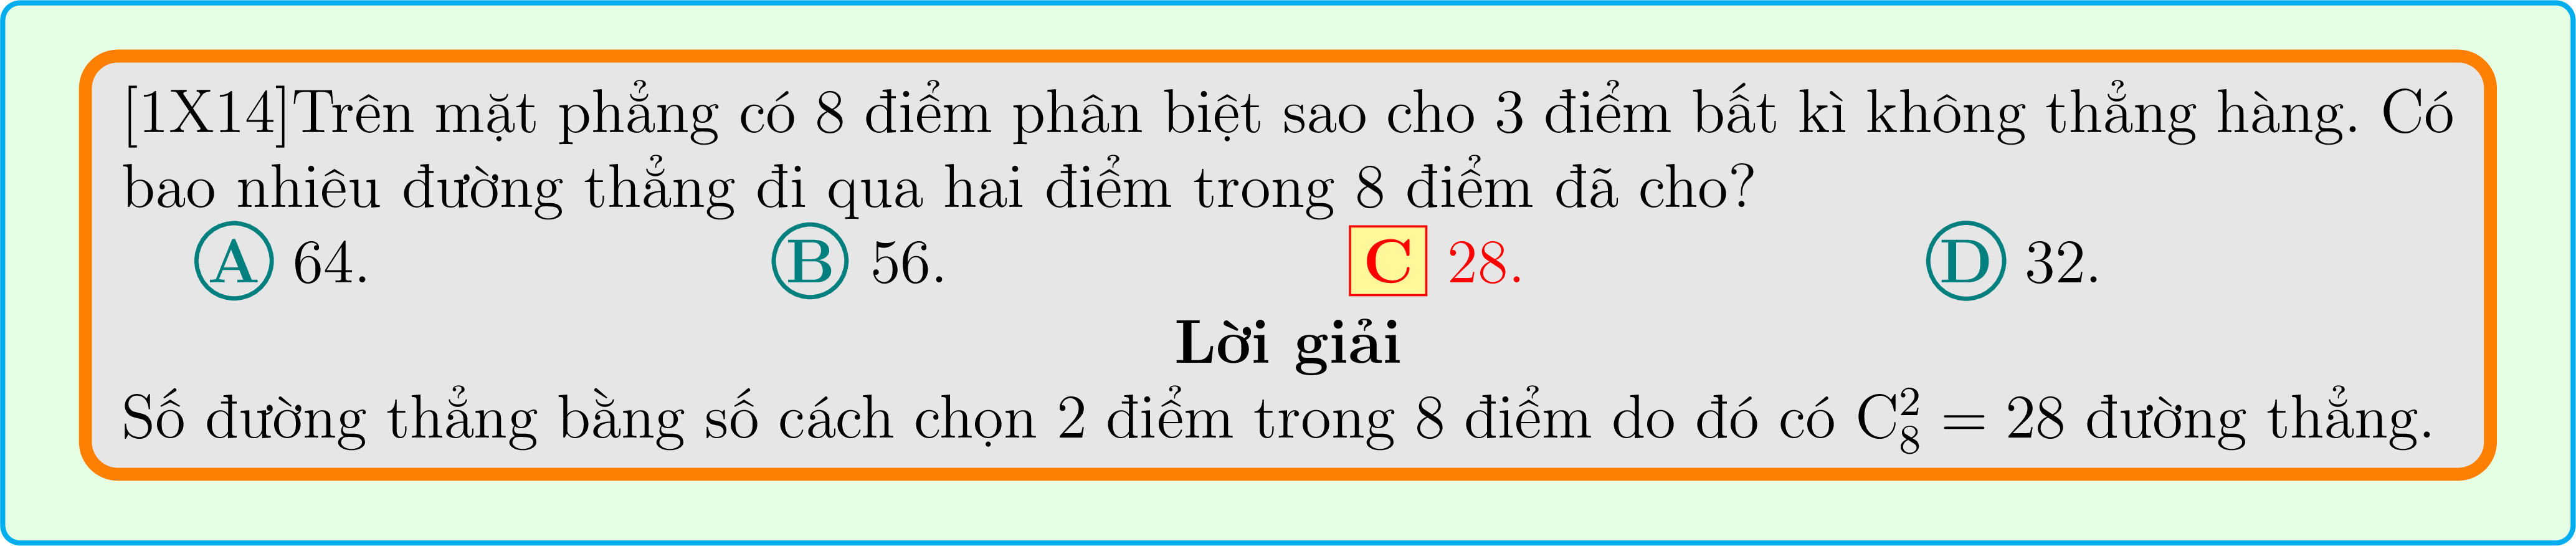 [1X14]Trên mặt phẳng có 8 điểm phân biệt sao cho 3 điểm bất kì không thẳng hàng. Có
bao nhiêu đường thẳng đi qua hai điểm trong 8 điểm đã cho?
A 64. B 56. C 28. D 32.
Lời giải
Số đường thẳng bằng số cách chọn 2 điểm trong 8 điểm do đó có C₈² = 28 đường thẳng.